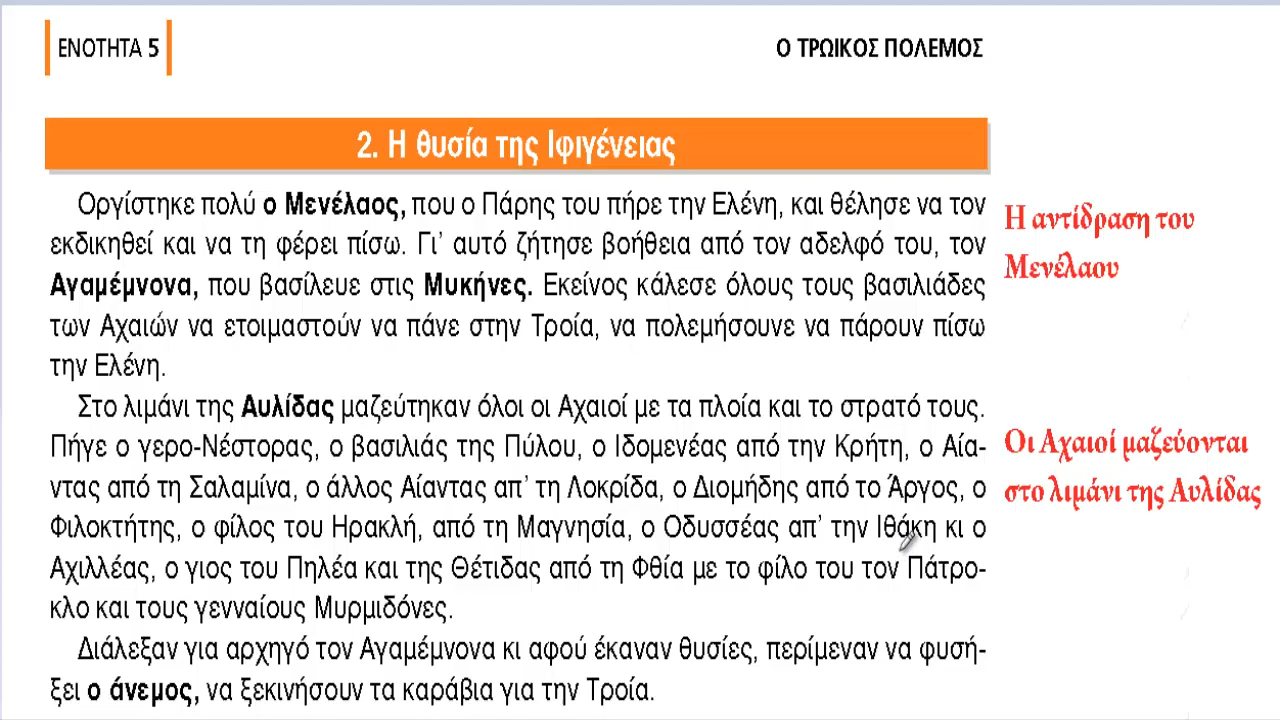 ΕΝΟΤΗΤΑ 5
Ο ΤΡΩΙΚΟΣ ΠΟΛΕΜΟΣ
2. Η θυσία της Ιφιγένειας
Οργίστηκε πολύ ο Μενέλαος, που ο Πάρης του πήρε την Ελένη, και θέλησε να τον
εκδικηθεί και να τη φέρει πίσω. Γι’ αυτό ζήτησε βοήθεια από τον αδελφό του, τον
Αγαμέμνονα, που βασίλευε στις Μυκήνες. Εκείνος κάλεσε όλους τους βασιλιάδες
των Αχαιών να ετοιμαστούν να πάνε στην Τροία, να πολεμήσουνε να πάρουν πίσω
την Ελένη.
Η αντίδραση του
Μενέλαου
Στο λιμάνι της Αυλίδας μαζεύτηκαν όλοι οι Αχαιοί με τα πλοία και το στρατό τους.
Πήγε ο γερο-Νέστορας, ο βασιλιάς της Πύλου, ο Ιδομενέας από την Κρήτη, ο Αία-
ντας από τη Σαλαμίνα, ο άλλος Αίαντας απ’ τη Λοκρίδα, ο Διομήδης από το Άργος, ο
Φιλοκτήτης, ο φίλος του Ηρακλή, από τη Μαγνησία, ο Οδυσσέας απ’ την Ιθάκη κι ο
Αχιλλέας, ο γιος του Πηλέα και της Θέτιδας από τη Φθία με το φίλο του τον Πάτρο-
κλο και τους γενναίους Μυρμιδόνες.
Οι Αχαιοί μαζεύονται
στο λιμάνι της Αυλίδας
Διάλεξαν για αρχηγό τον Αγαμέμνονα κι αφού έκαναν θυσίες, περίμεναν να φυσή-
ξει ο άνεμος, να ξεκινήσουν τα καράβια για την Τροία.